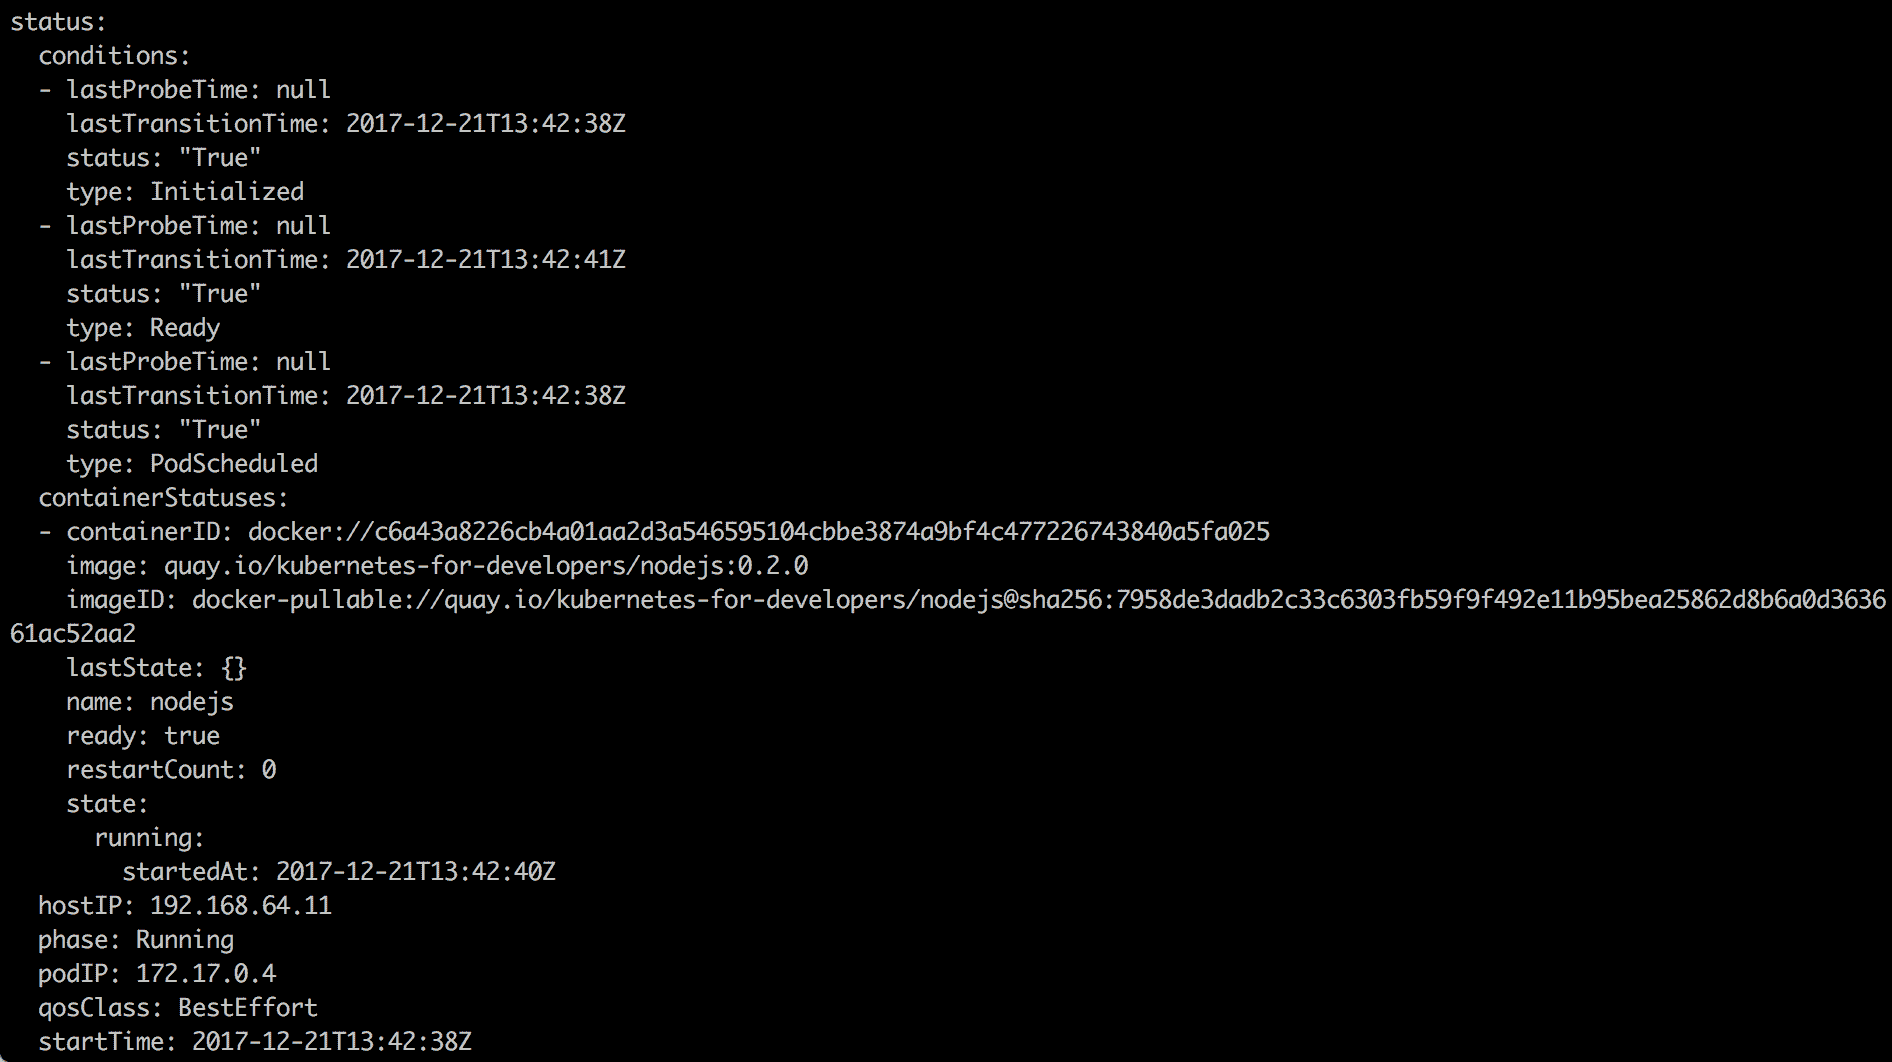 status:
  conditions:
  - lastProbeTime: null
    lastTransitionTime: 2017-12-21T13:42:38Z
    status: "True"
    type: Initialized
  - lastProbeTime: null
    lastTransitionTime: 2017-12-21T13:42:41Z
    status: "True"
    type: Ready
  - lastProbeTime: null
    lastTransitionTime: 2017-12-21T13:42:38Z
    status: "True"
    type: PodScheduled
  containerStatuses:
  - containerID: docker://c6a43a8226cb4a01aa2d3a546595104cbbe3874a9bf4c477226743840a5fa025
    image: quay.io/kubernetes-for-developers/nodejs:0.2.0
    imageID: docker-pullable://quay.io/kubernetes-for-developers/nodejs@sha256:7958de3dadb2c33c6303fb59f9f492e11b95bea25862d8b6a0d3636
61ac52aa2
    lastState: {}
    name: nodejs
    ready: true
    restartCount: 0
    state:
      running:
        startedAt: 2017-12-21T13:42:40Z
  hostIP: 192.168.64.11
  phase: Running
  podIP: 172.17.0.4
  qosClass: BestEffort
  startTime: 2017-12-21T13:42:38Z